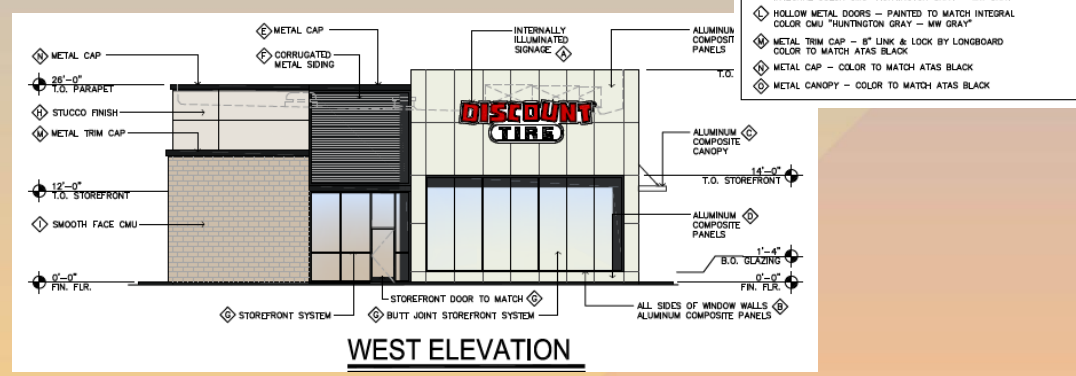 L HOLLOW METAL DOORS – PAINTED TO MATCH INTEGRAL
COLOR CMU "HUNTINGTON GRAY – MW GRAY"
M METAL TRIM CAP – 8" LINK & LOCK BY LONGBOARD
COLOR TO MATCH ATAS BLACK
N METAL CAP – COLOR TO MATCH ATAS BLACK
O METAL CANOPY – COLOR TO MATCH ATAS BLACK
N METAL CAP
26'-0"
T.O. PARAPET
H STUCCO FINISH
M METAL TRIM CAP
12'-0"
T.O. STOREFRONT
I SMOOTH FACE CMU
0'-0"
FIN. FLR.
E METAL CAP
F CORRUGATED
METAL SIDING
INTERNALLY
ILLUMINATED
SIGNAGE A
ALUMINUM
COMPOSITE
PANELS
T.O.
DISCOUNT
TIRE
ALUMINUM C
COMPOSITE
CANOPY
14'-0"
T.O. STOREFRONT
ALUMINUM D
COMPOSITE
PANELS
1'-4"
B.O. GLAZING
0'-0"
FIN. FLR.
STOREFRONT DOOR TO MATCH G
G STOREFRONT SYSTEM
G BUTT JOINT STOREFRONT SYSTEM
ALL SIDES OF WINDOW WALLS B
ALUMINUM COMPOSITE PANELS
WEST ELEVATION